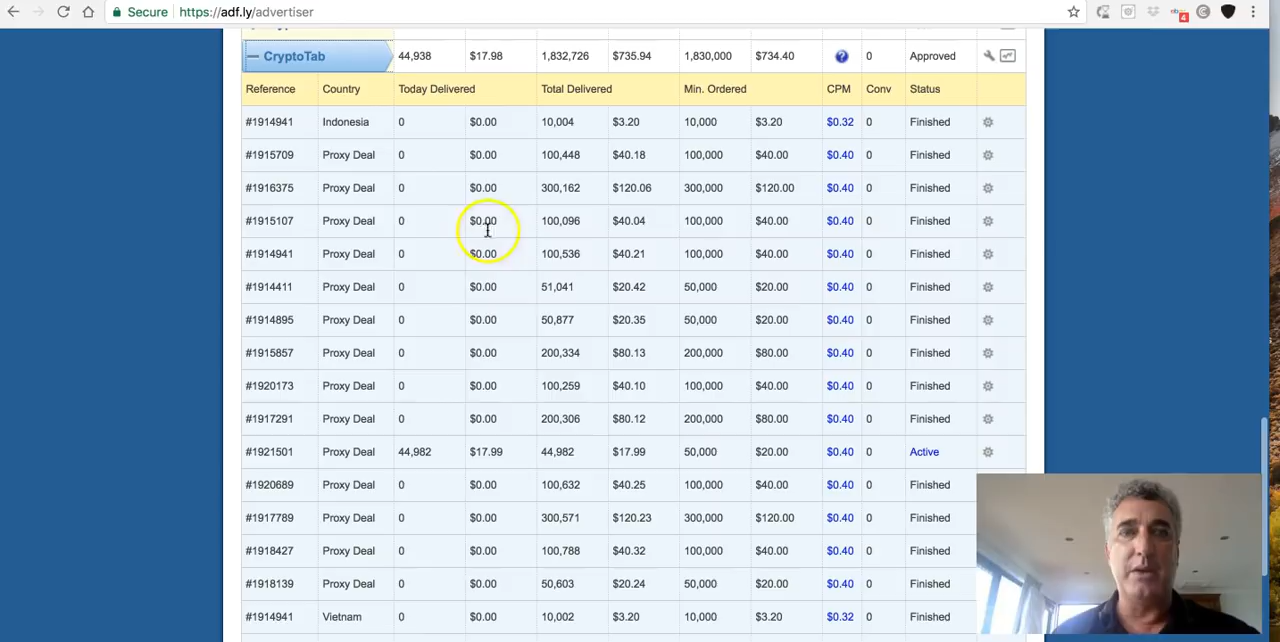 Secure https://adf.ly/advertiser
4
CryptoTab 44,938 $17.98 1,832,726 $735.94 1,830,000 $734.40 ? 0 Approved
Reference Country Today Delivered Total Delivered Min. Ordered CPM Conv Status
#1914941 Indonesia 0 $0.00 10,004 $3.20 10,000 $3.20 $0.32 0 Finished
#1915709 Proxy Deal 0 $0.00 100,448 $40.18 100,000 $40.00 $0.40 0 Finished
#1916375 Proxy Deal 0 $0.00 300,162 $120.06 300,000 $120.00 $0.40 0 Finished
#1915107 Proxy Deal 0 $0.00 100,096 $40.04 100,000 $40.00 $0.40 0 Finished
#1914941 Proxy Deal 0 $0.00 100,536 $40.21 100,000 $40.00 $0.40 0 Finished
#1914411 Proxy Deal 0 $0.00 51,041 $20.42 50,000 $20.00 $0.40 0 Finished
#1914895 Proxy Deal 0 $0.00 50,877 $20.35 50,000 $20.00 $0.40 0 Finished
#1915857 Proxy Deal 0 $0.00 200,334 $80.13 200,000 $80.00 $0.40 0 Finished
#1920173 Proxy Deal 0 $0.00 100,259 $40.10 100,000 $40.00 $0.40 0 Finished
#1917291 Proxy Deal 0 $0.00 200,306 $80.12 200,000 $80.00 $0.40 0 Finished
#1921501 Proxy Deal 44,982 $17.99 44,982 $17.99 50,000 $20.00 $0.40 0 Active
#1920689 Proxy Deal 0 $0.00 100,632 $40.25 100,000 $40.00 $0.40 0 Finished
#1917789 Proxy Deal 0 $0.00 300,571 $120.23 300,000 $120.00 $0.40 0 Finished
#1918427 Proxy Deal 0 $0.00 100,788 $40.32 100,000 $40.00 $0.40 0 Finished
#1918139 Proxy Deal 0 $0.00 50,603 $20.24 50,000 $20.00 $0.40 0 Finished
#1914941 Vietnam 0 $0.00 10,002 $3.20 10,000 $3.20 $0.32 0 Finished